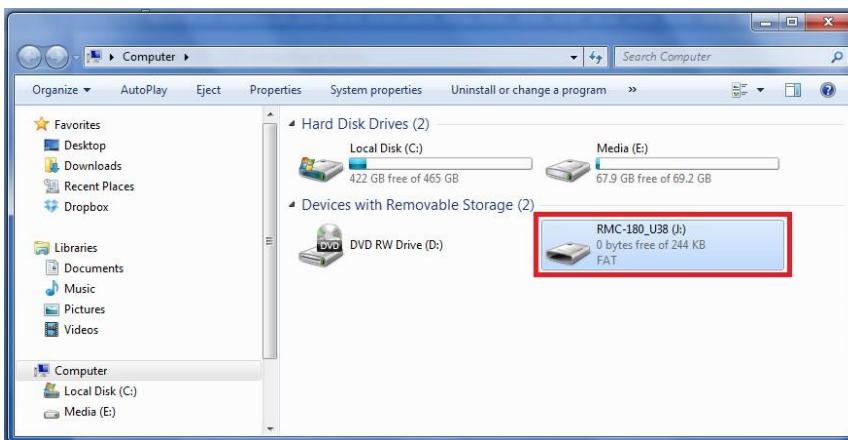 Computer
Search Computer
Organize AutoPlay Eject Properties System properties Uninstall or change a program »
Favorites
Desktop
Downloads
Recent Places
Dropbox
Libraries
Documents
Music
Pictures
Videos
Computer
Local Disk (C:)
Media (E:)
Hard Disk Drives (2)
Local Disk (C:)
422 GB free of 465 GB
Media (E:)
67.9 GB free of 69.2 GB
Devices with Removable Storage (2)
DVD
DVD RW Drive (D:)
RMC-180_U38 (J:)
0 bytes free of 244 KB
FAT